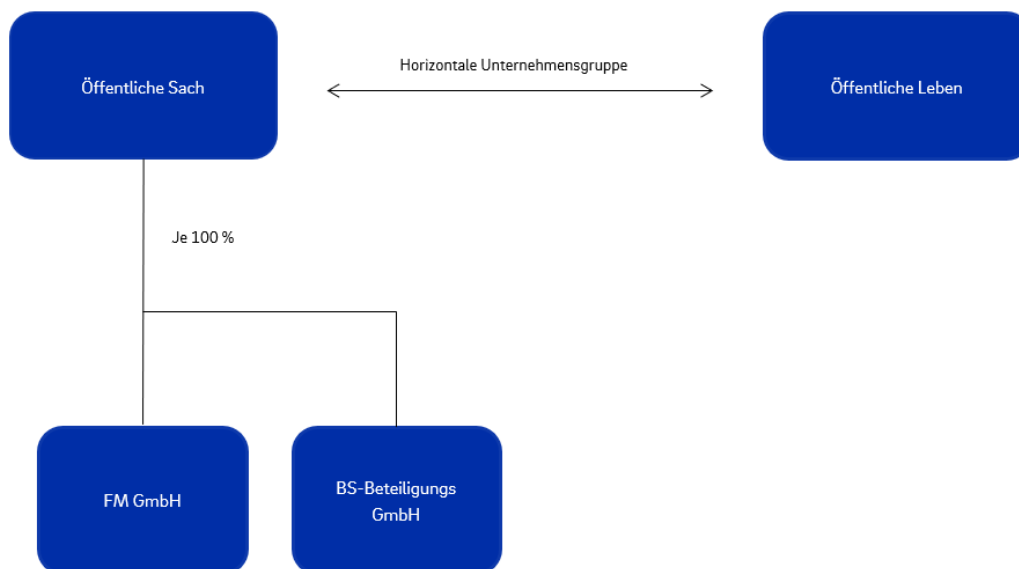 Öffentliche Sach
Horizontale Unternehmensgruppe
Öffentliche Leben
Je 100 %
FM GmbH
BS-Beteiligungs
GmbH